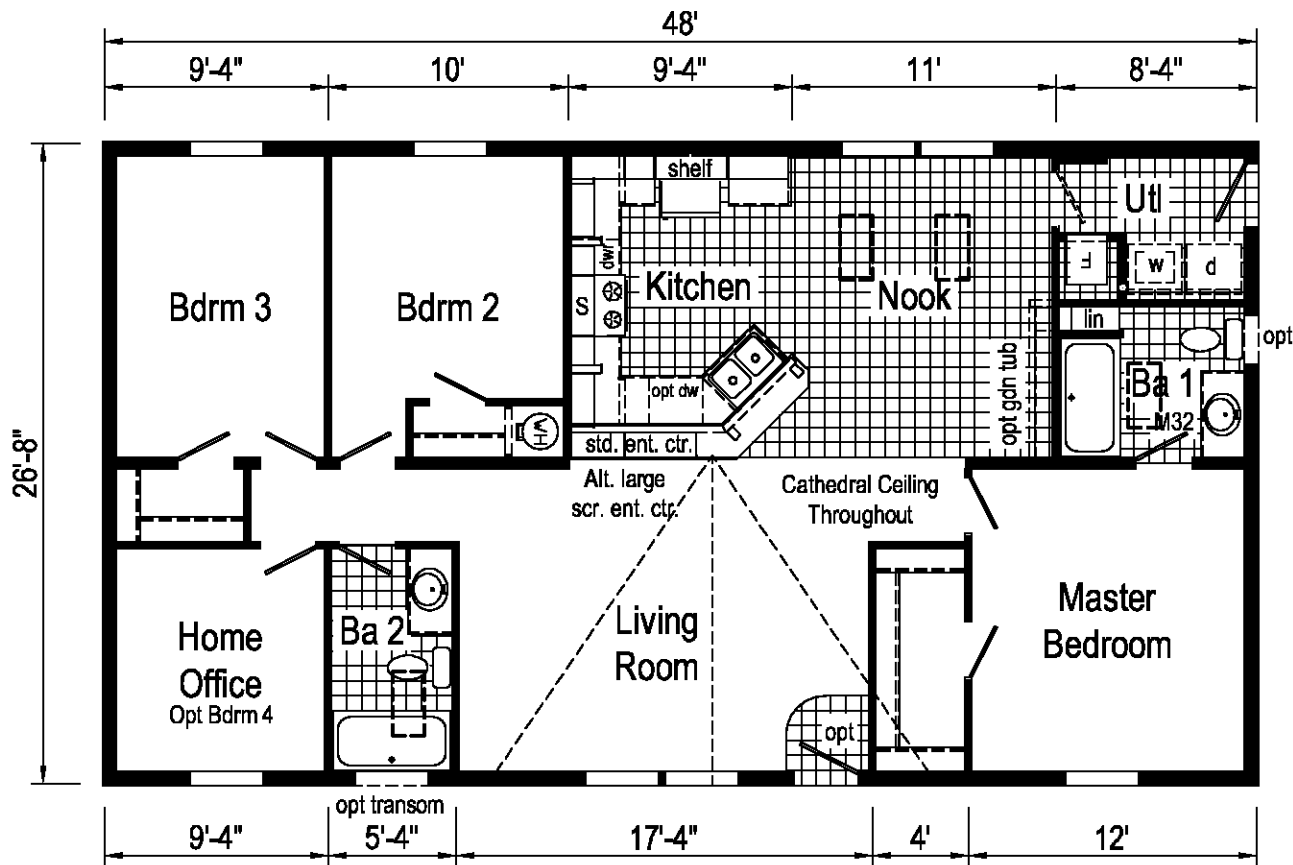 48'
9'-4"
10'
9'-4"
11'
8'-4"
26'-8"
shelf
Utl
dwr
F
w
d
S
Kitchen
Nook
Bdrm 3
Bdrm 2
lin
opt
opt dw
opt gdn tub
Ba 1
M32
WH
std. ent. ctr.
Alt. large
scr. ent. ctr.
Cathedral Ceiling
Throughout
Home
Office
Opt Bdrm 4
Ba 2
Living
Room
Master
Bedroom
opt
opt transom
9'-4"
5'-4"
17'-4"
4'
12'